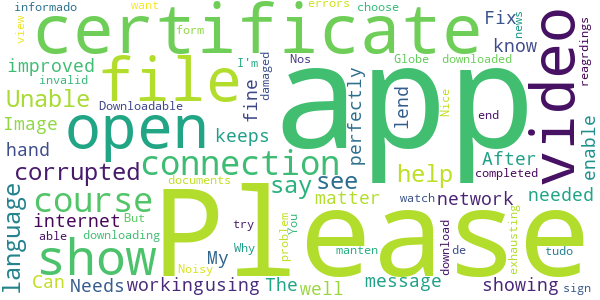 informado want errors choose news
certificate Fix
view form know
improved invalid I'm damaged Nos Globe downloaded reagrdings
file app video
Unable Downloadable fine perfectly lend Nice end
Image open keeps enable
hand connection After completed
corrupted say see help needed
language course matter network watch
internet documents message exhausting
show Please
able downloading But My try Why problem You manten download de tudo
Can Noisy The well showing
Needs workingusing sign